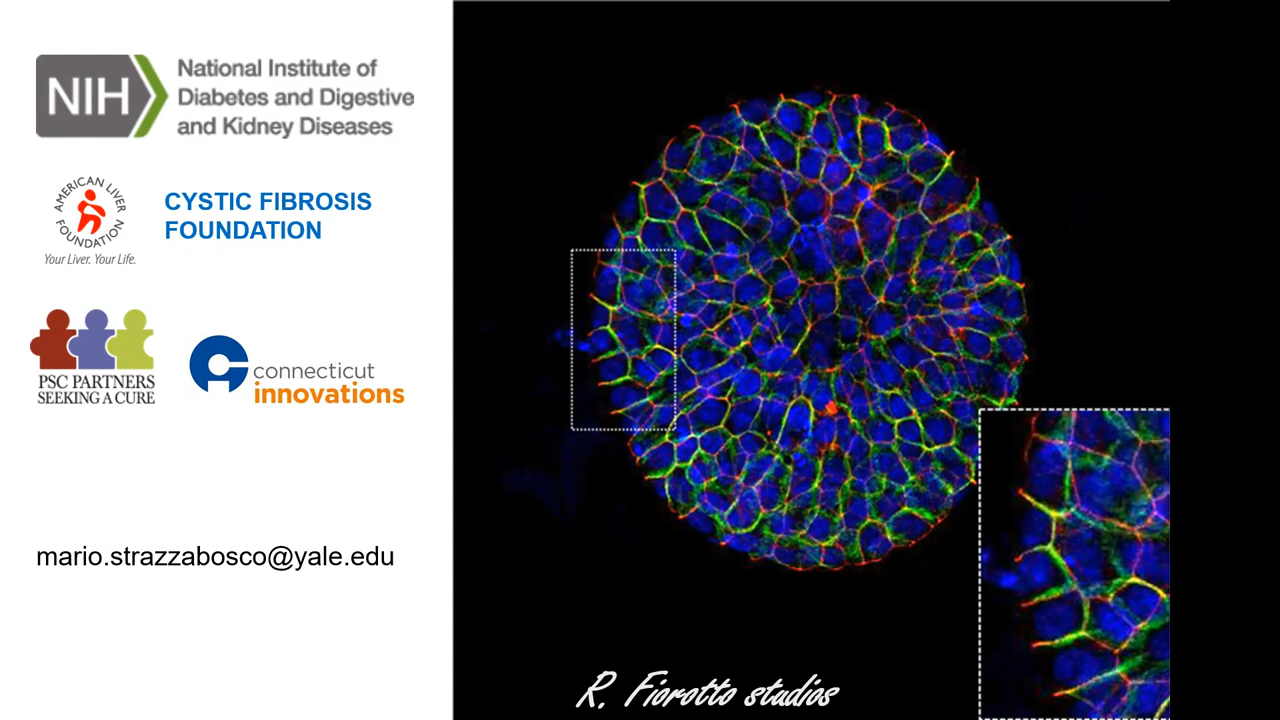 NIH
National Institute of
Diabetes and Digestive
and Kidney Diseases
AMERICAN LIVER
FOUNDATION
Your Liver. Your Life.
CYSTIC FIBROSIS
FOUNDATION
PSC PARTNERS
SEEKING A CURE
connecticut
innovations
mario.strazzabosco@yale.edu
R. Fiorotto studios